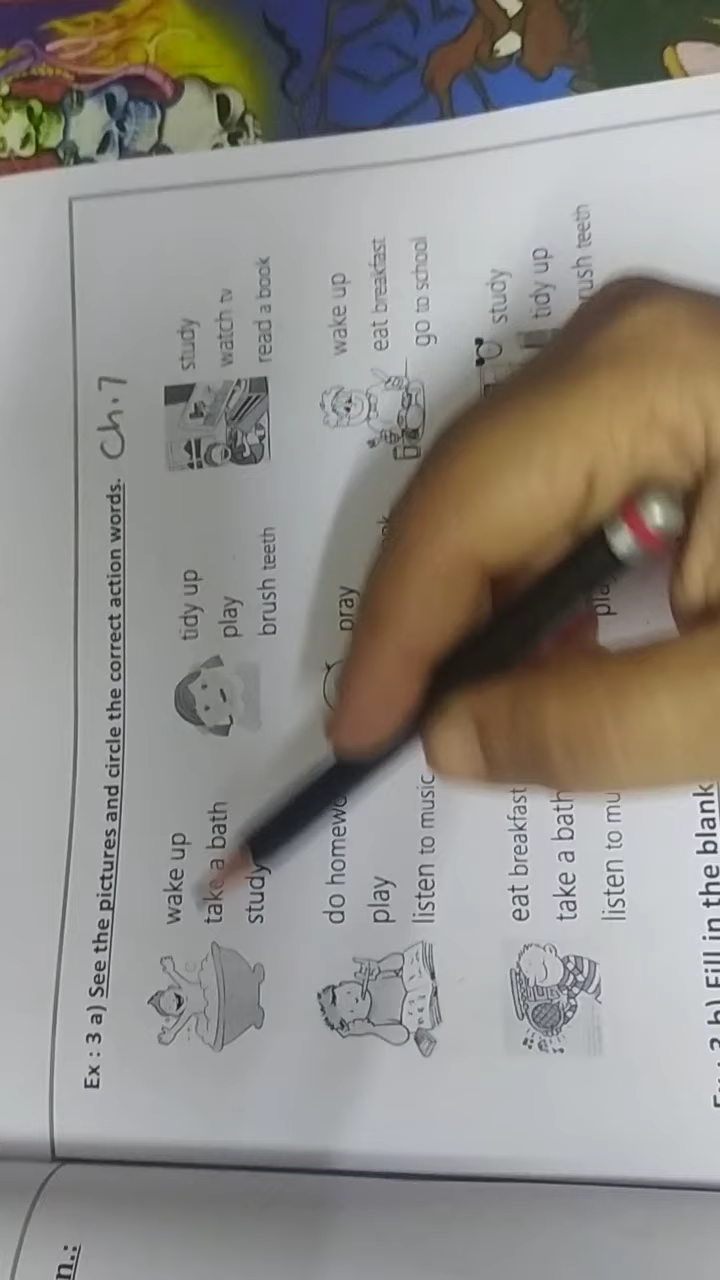 Ex : 3 a) See the pictures and circle the correct action words. Ch.7
wake up
take a bath
study
tidy up
play
brush teeth
study
watch tv
read a book
do homewo
play
listen to music
pray
wake up
eat breakfast
go to school
eat breakfast
take a bath
listen to mu
study
tidy up
rush teeth
b) Fill in the blank
n.: